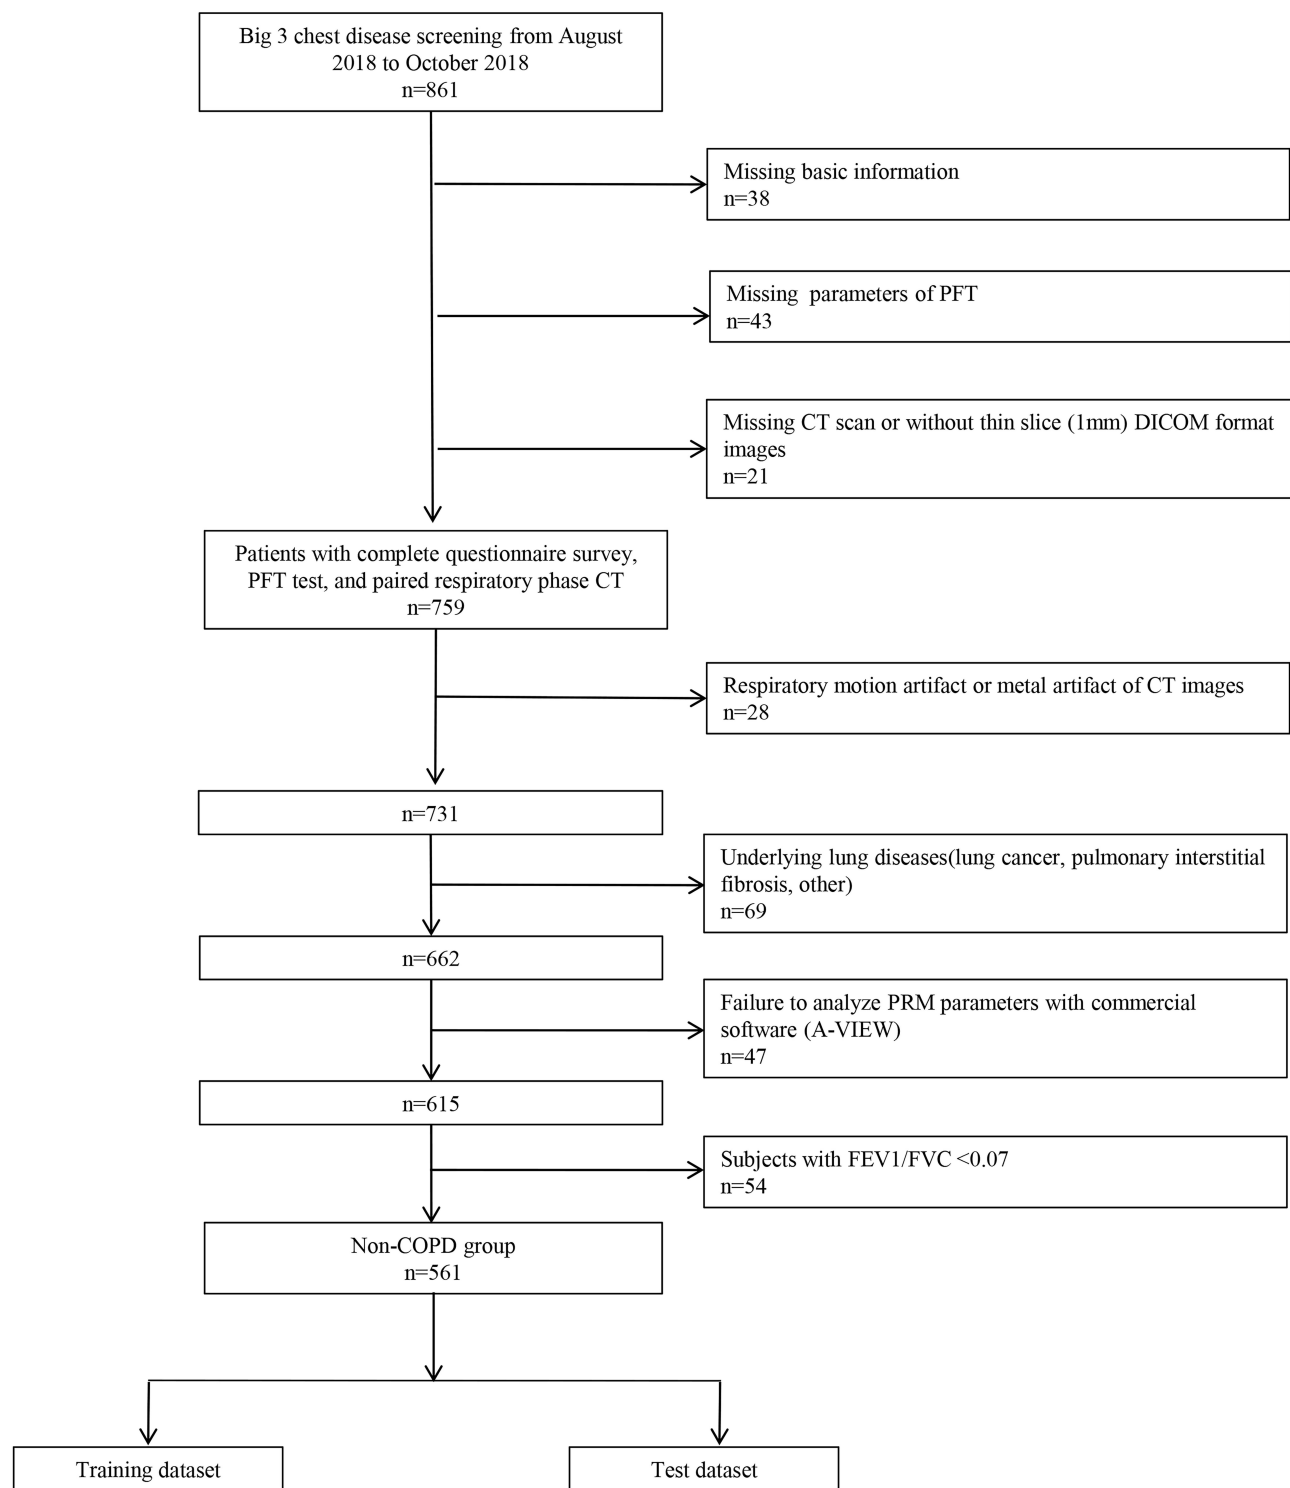 Big 3 chest disease screening from August
2018 to October 2018
n=861
Missing basic information
n=38
Missing parameters of PFT
n=43
Missing CT scan or without thin slice (1mm) DICOM format
images
n=21
Patients with complete questionnaire survey,
PFT test, and paired respiratory phase CT
n=759
Respiratory motion artifact or metal artifact of CT images
n=28
n=731
Underlying lung diseases(lung cancer, pulmonary interstitial
fibrosis, other)
n=69
n=662
Failure to analyze PRM parameters with commercial
software (A-VIEW)
n=47
n=615
Subjects with FEV1/FVC <0.07
n=54
Non-COPD group
n=561
Training dataset
Test dataset